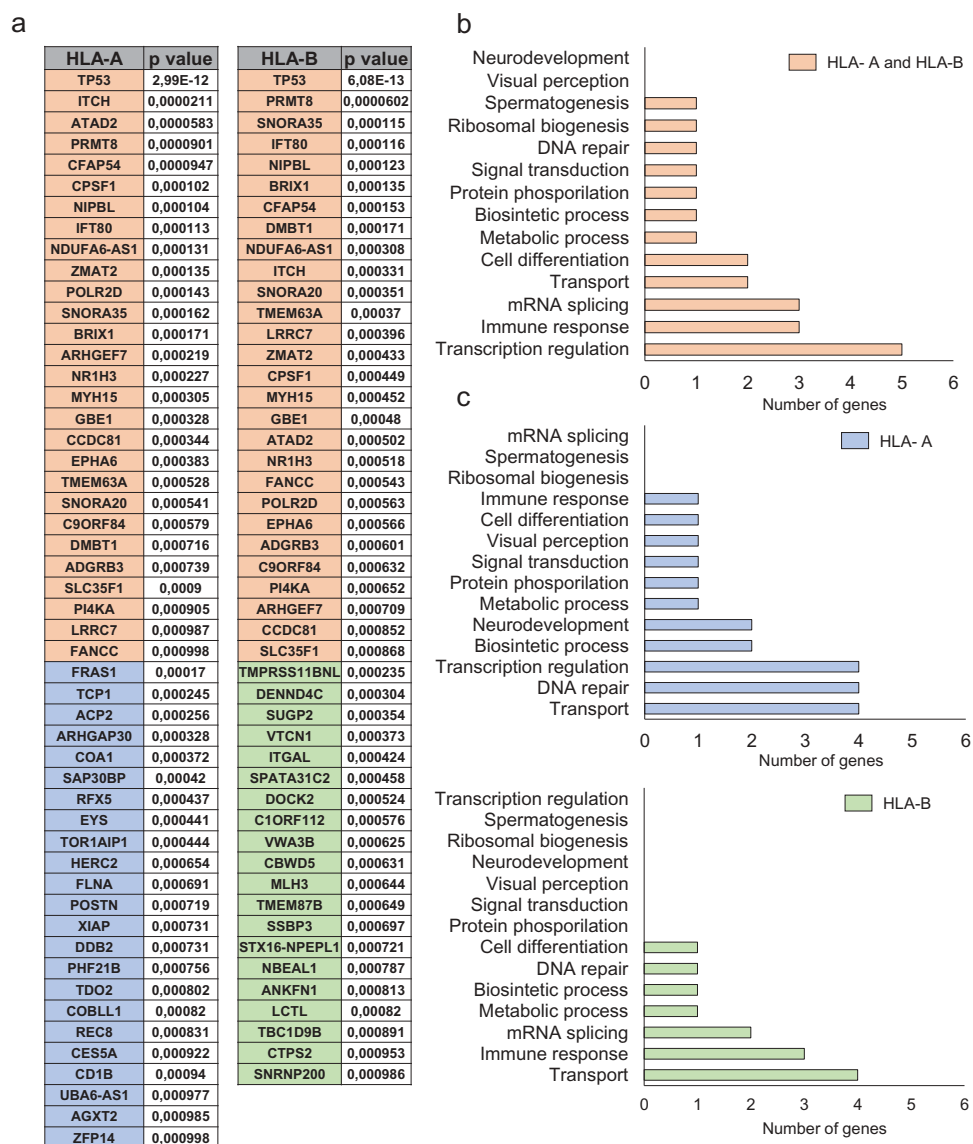 a
HLA-A p value
TP53 2,99E-12
ITCH 0,0000211
ATAD2 0,0000583
PRMT8 0,0000901
CFAP54 0,0000947
CPSF1 0,000102
NIPBL 0,000104
IFT80 0,000113
NDUFA6-AS1 0,000131
ZMAT2 0,000135
POLR2D 0,000143
SNORA35 0,000162
BRIX1 0,000171
ARHGEF7 0,000219
NR1H3 0,000227
MYH15 0,000305
GBE1 0,000328
CCDC81 0,000344
EPHA6 0,000383
TMEM63A 0,000528
SNORA20 0,000541
C9ORF84 0,000579
DMBT1 0,000716
ADGRB3 0,000739
SLC35F1 0,0009
PI4KA 0,000905
LRRC7 0,000987
FANCC 0,000998
FRAS1 0,00017
TCP1 0,000245
ACP2 0,000256
ARHGAP30 0,000328
COA1 0,000372
SAP30BP 0,00042
RFX5 0,000437
EYS 0,000441
TOR1AIP1 0,000444
HERC2 0,000654
FLNA 0,000691
POSTN 0,000719
XIAP 0,000731
DDB2 0,000731
PHF21B 0,000756
TDO2 0,000802
COBLL1 0,00082
REC8 0,000831
CES5A 0,000922
CD1B 0,00094
UBA6-AS1 0,000977
AGXT2 0,000985
ZFP14 0,000998
HLA-B p value
TP53 6,08E-13
PRMT8 0,0000602
SNORA35 0,000115
IFT80 0,000116
NIPBL 0,000123
BRIX1 0,000135
CFAP54 0,000153
DMBT1 0,000171
NDUFA6-AS1 0,000308
ITCH 0,000331
SNORA20 0,000351
TMEM63A 0,00037
LRRC7 0,000396
ZMAT2 0,000433
CPSF1 0,000449
MYH15 0,000452
GBE1 0,00048
ATAD2 0,000502
NR1H3 0,000518
FANCC 0,000543
POLR2D 0,000563
EPHA6 0,000566
ADGRB3 0,000601
C9ORF84 0,000632
PI4KA 0,000652
ARHGEF7 0,000709
CCDC81 0,000852
SLC35F1 0,000868
TMPRSS11BNL 0,000235
DENND4C 0,000304
SUGP2 0,000354
VTCN1 0,000373
ITGAL 0,000424
SPATA31C2 0,000458
DOCK2 0,000524
C1ORF112 0,000576
VWA3B 0,000625
CBWD5 0,000631
MLH3 0,000644
TMEM87B 0,000649
SSBP3 0,000697
STX16-NPEPL1 0,000721
NBEAL1 0,000787
ANKFN1 0,000813
LCTL 0,00082
TBC1D9B 0,000891
CTPS2 0,000953
SNRNP200 0,000986
b
HLA- A and HLA-B
Neurodevelopment
Visual perception
Spermatogenesis
Ribosomal biogenesis
DNA repair
Signal transduction
Protein phosporilation
Biosintetic process
Metabolic process
Cell differentiation
Transport
mRNA splicing
Immune response
Transcription regulation
0 1 2 3 4 5 6
Number of genes
c
HLA- A
mRNA splicing
Spermatogenesis
Ribosomal biogenesis
Immune response
Cell differentiation
Visual perception
Signal transduction
Protein phosporilation
Metabolic process
Neurodevelopment
Biosintetic process
Transcription regulation
DNA repair
Transport
0 1 2 3 4 5 6
Number of genes
HLA-B
Transcription regulation
Spermatogenesis
Ribosomal biogenesis
Neurodevelopment
Visual perception
Signal transduction
Protein phosporilation
Cell differentiation
DNA repair
Biosintetic process
Metabolic process
mRNA splicing
Immune response
Transport
0 1 2 3 4 5 6
Number of genes